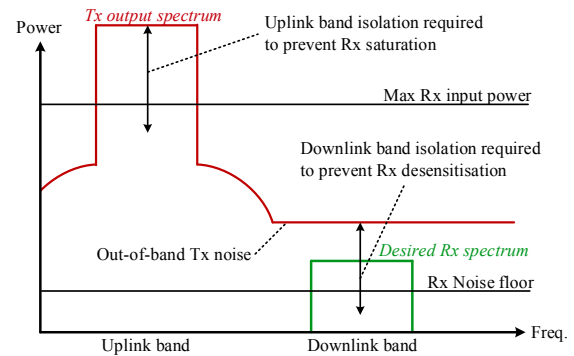 Power
Tx output spectrum
Uplink band isolation required
to prevent Rx saturation
Max Rx input power
Downlink band isolation required
to prevent Rx desensitisation
Out-of-band Tx noise
Desired Rx spectrum
Rx Noise floor
Freq.
Uplink band
Downlink band